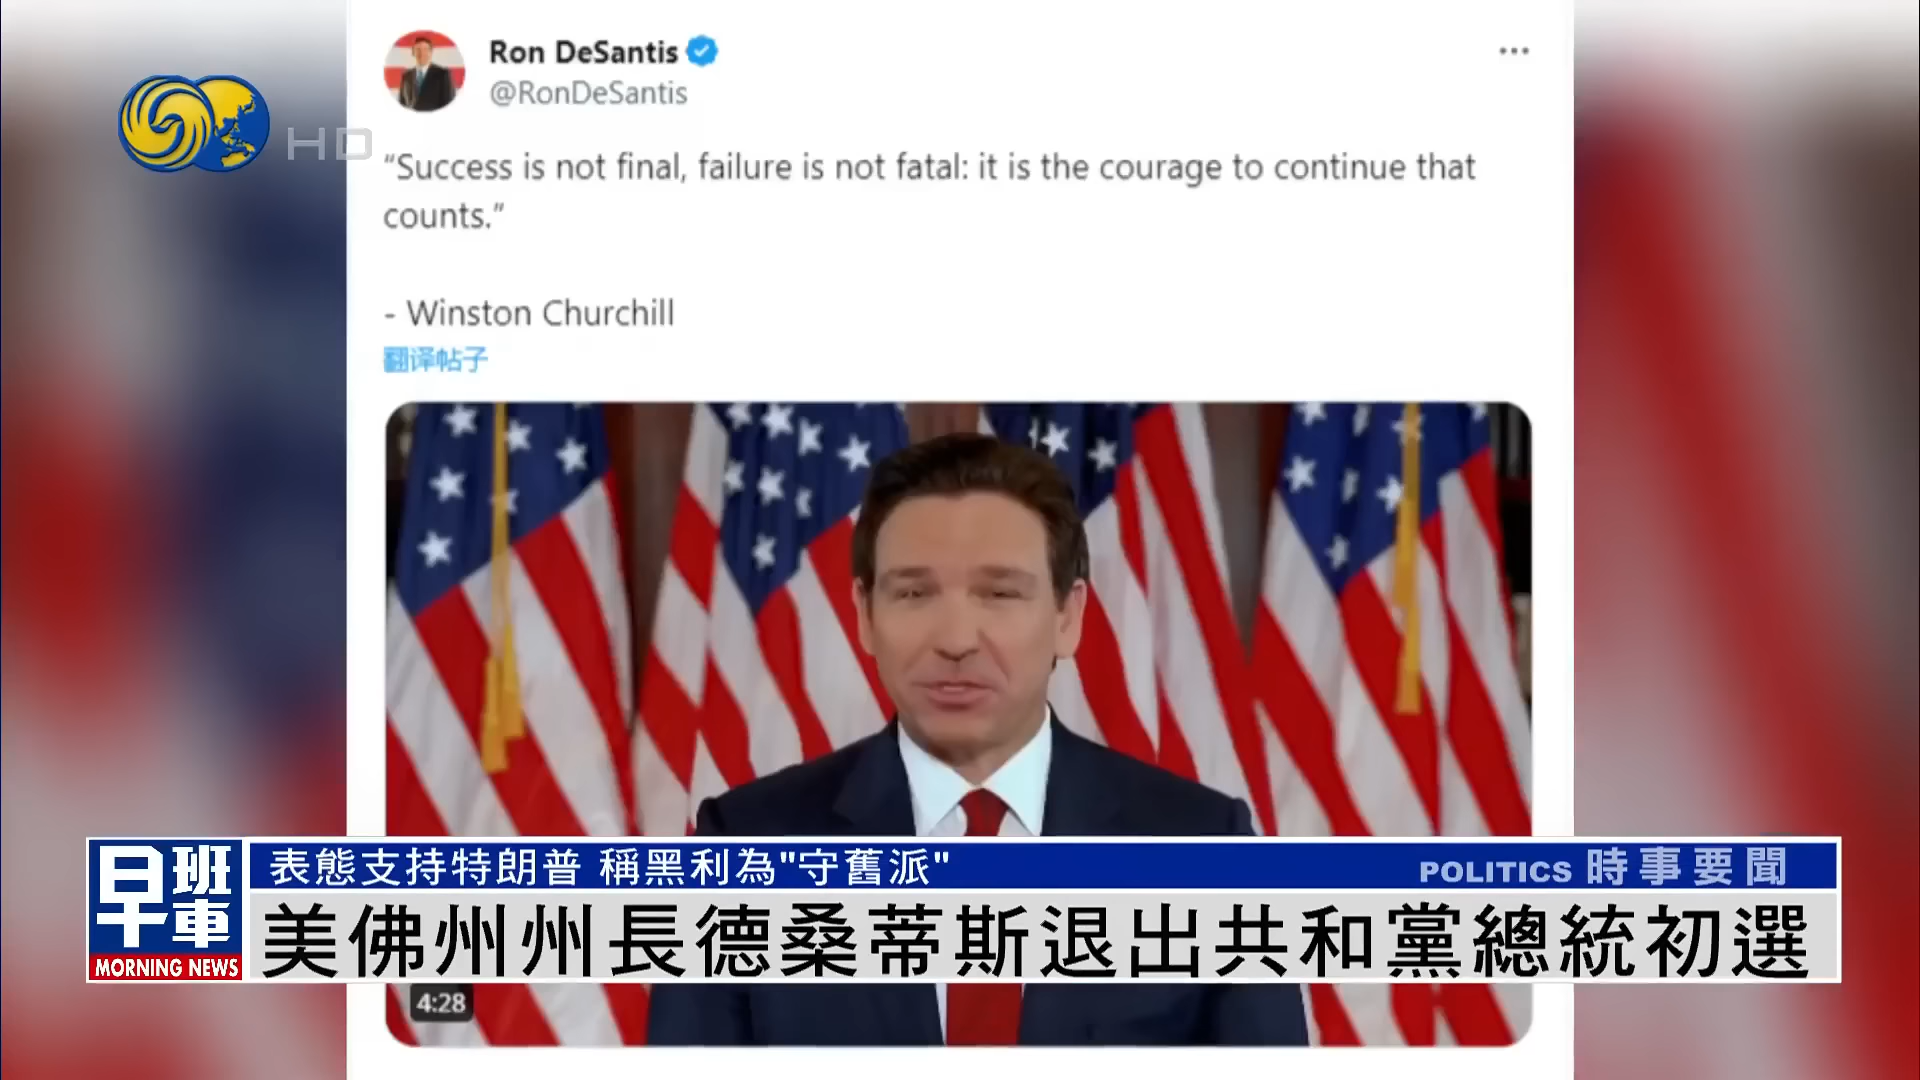 Ron DeSantis
@RonDeSantis
HD
“Success is not final, failure is not fatal: it is the courage to continue that
counts.”
- Winston Churchill
翻译帖子
早班車
MORNING NEWS
表態支持特朗普 稱黑利為"守舊派"
POLITICS 時事要聞
美佛州州長德桑蒂斯退出共和黨總統初選
4:28